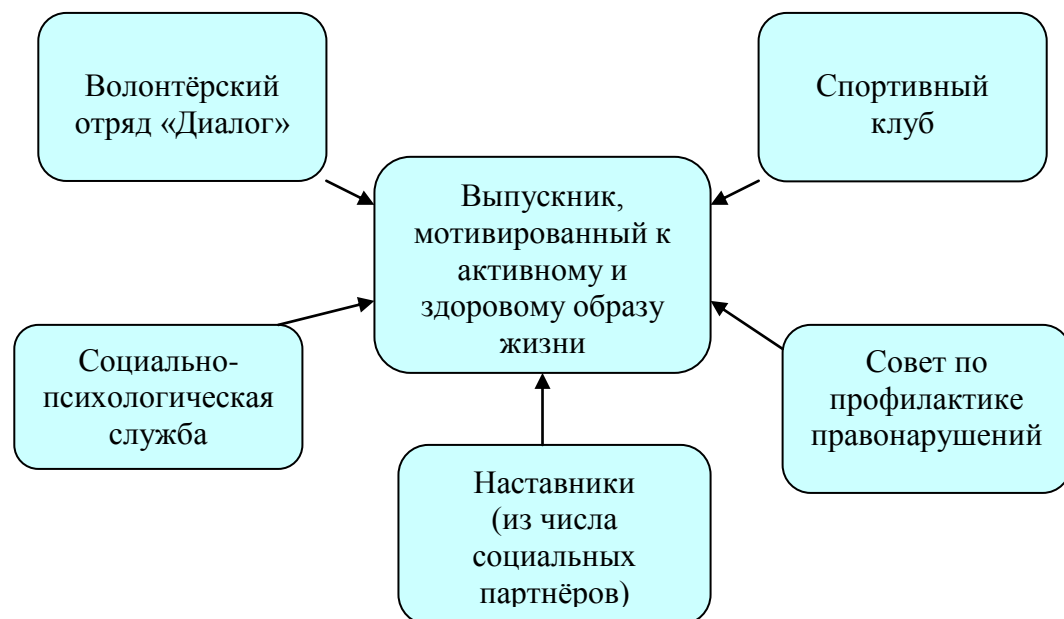 Волонтёрский
отряд «Диалог»
Спортивный
клуб
Выпускник,
мотивированный к
активному и
здоровому образу
жизни
Социально-
психологическая
служба
Совет по
профилактике
правонарушений
Наставники
(из числа
социальных
партнёров)